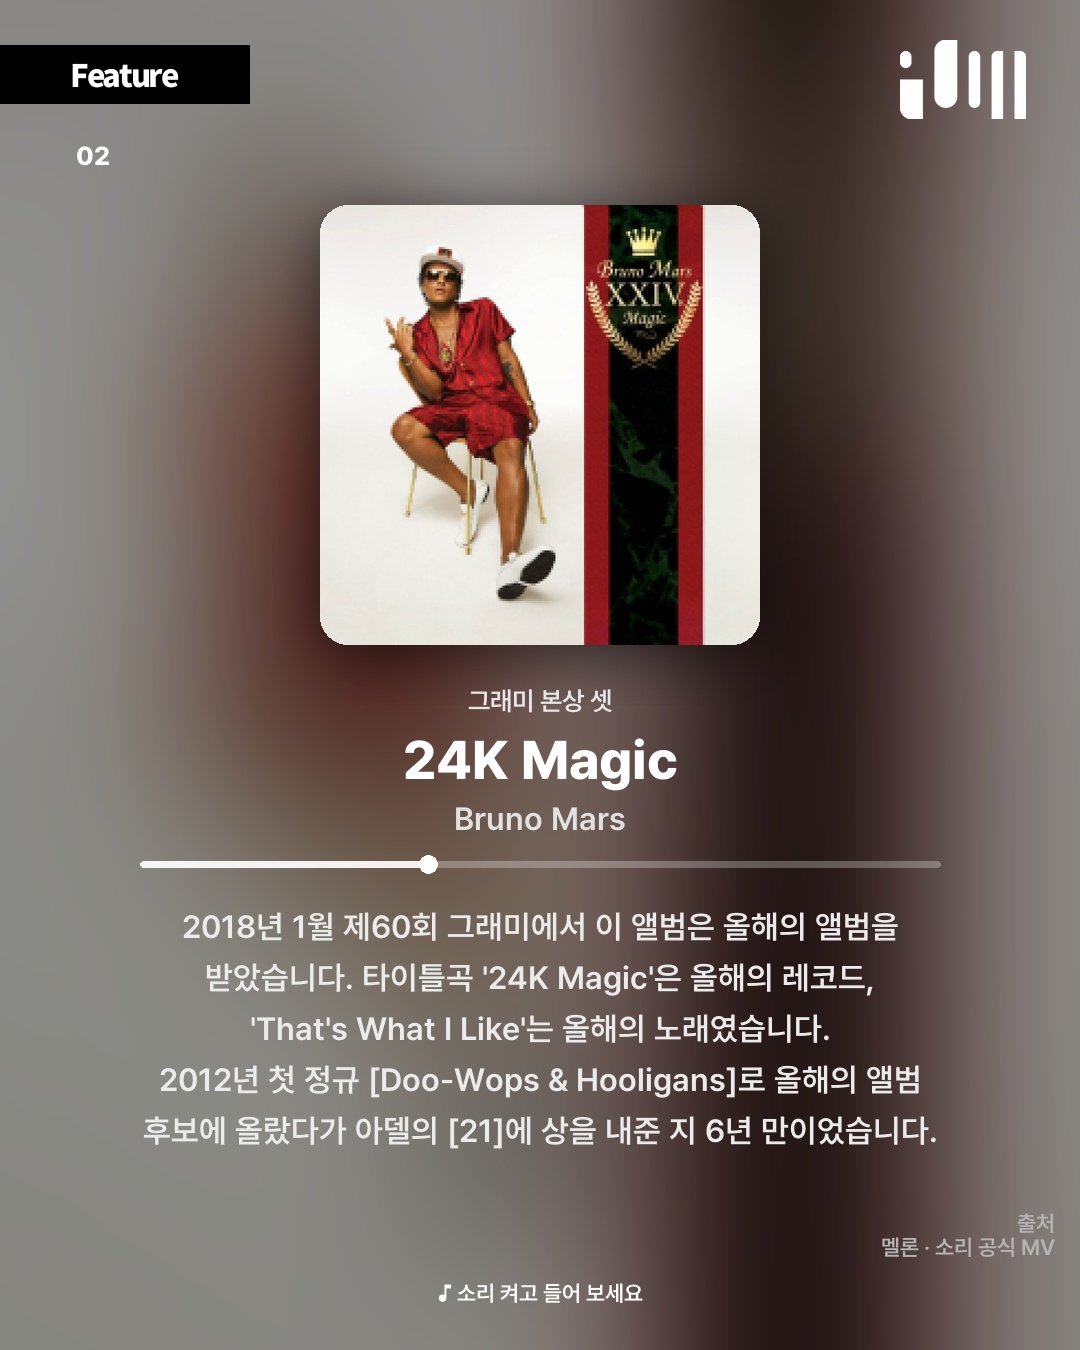 Feature
02
Bruno Mars
XXIV
Magic
그래미 본상 셋
24K Magic
Bruno Mars
2018년 1월 제60회 그래미에서 이 앨범은 올해의 앨범을
받았습니다. 타이틀곡 '24K Magic'은 올해의 레코드,
'That's What I Like'는 올해의 노래였습니다.
2012년 첫 정규 [Doo-Wops & Hooligans]로 올해의 앨범
후보에 올랐다가 아델의 [21]에 상을 내준 지 6년 만이었습니다.
출처
멜론 · 소리 공식 MV
♪ 소리 켜고 들어 보세요